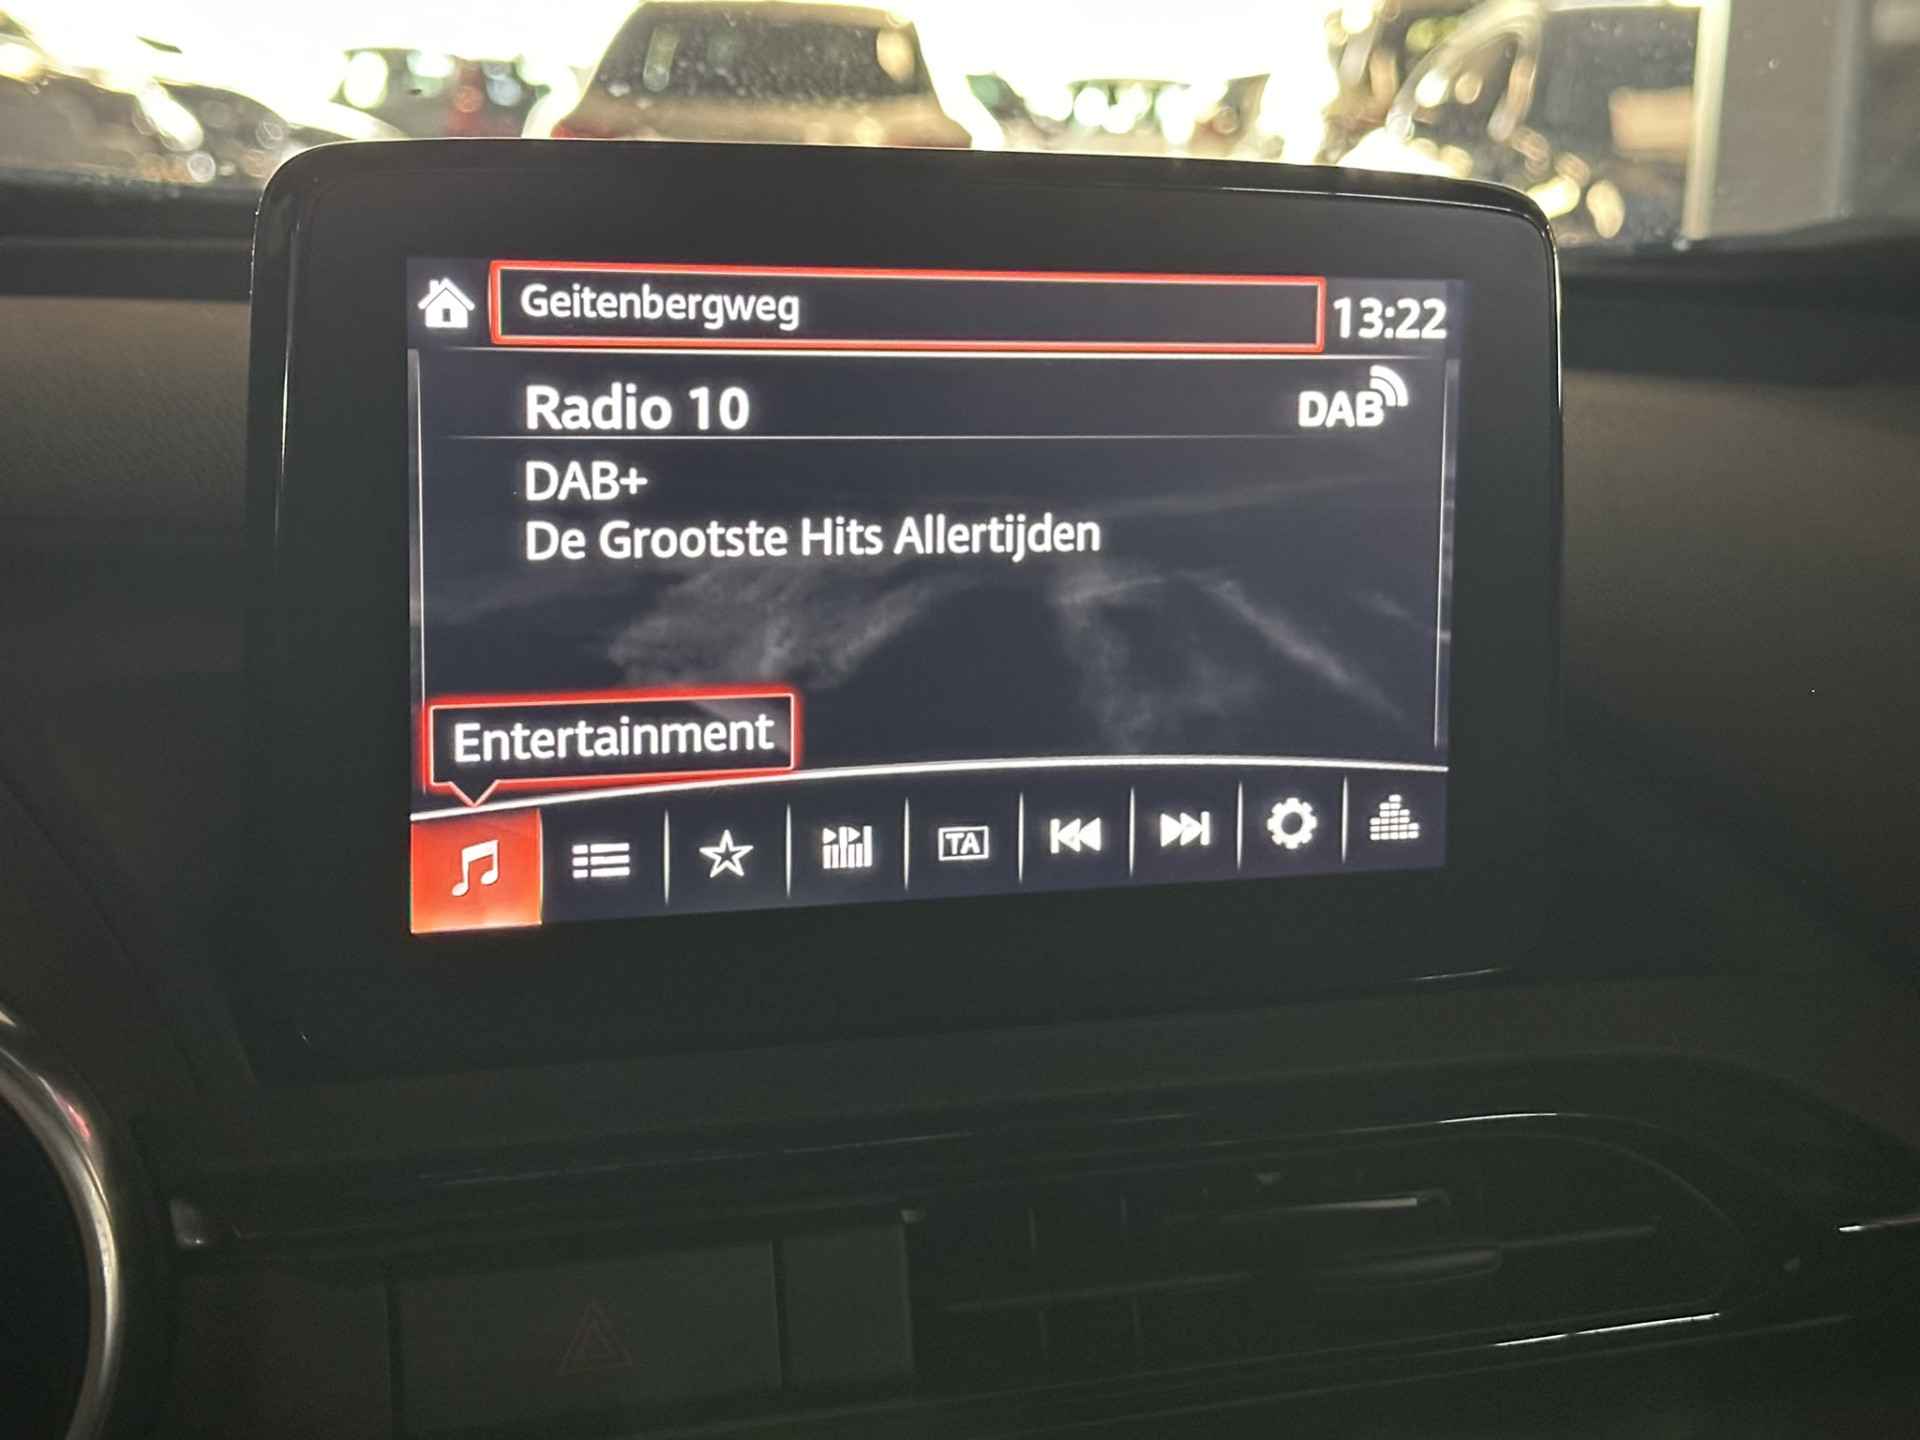 Geitenbergweg
13:22
Radio 10
DAB
DAB+
De Grootste Hits Allertijden
Entertainment
TA